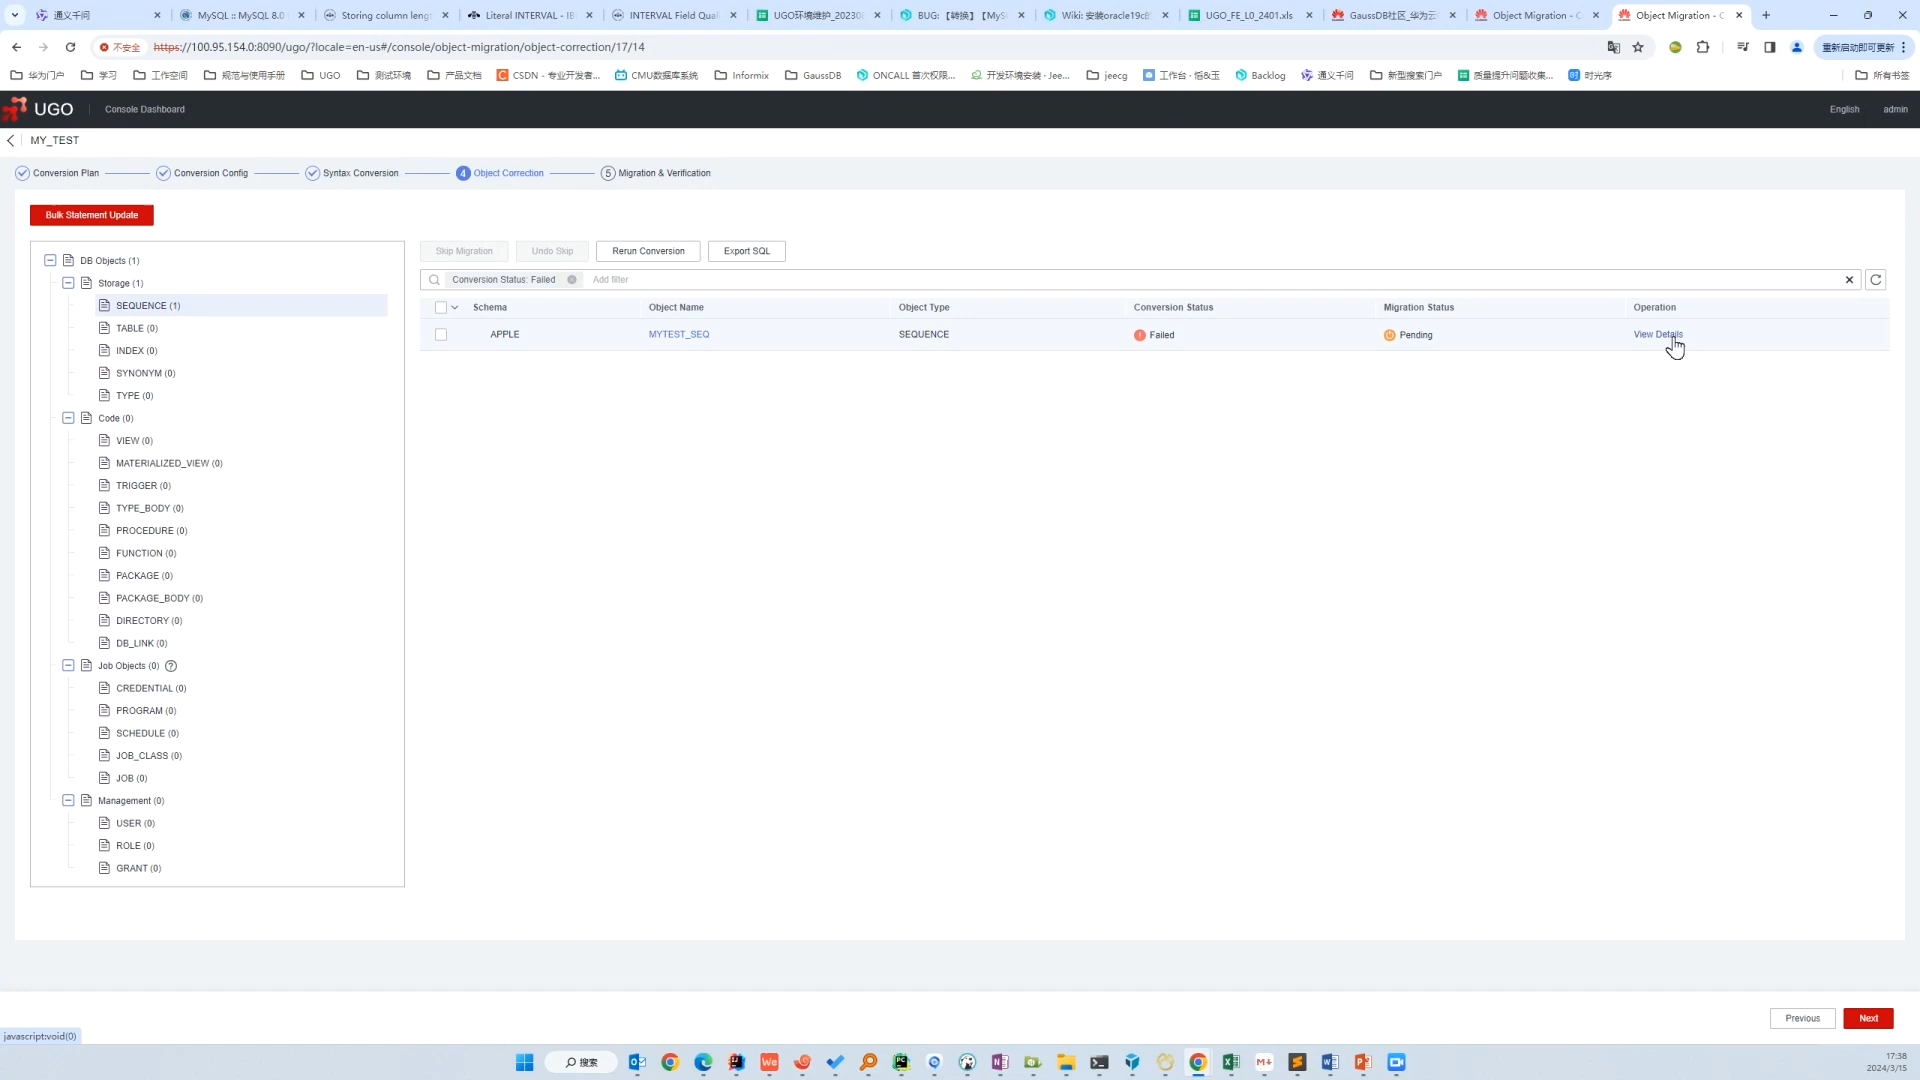 通义千问
MySQL :: MySQL 8.0
Storing column leng
Literal INTERVAL - IB
INTERVAL Field Qual
UGO环境维护_202308
BUG: 【转换】【MyS
Wiki: 安装oracle19c的
UGO_FE_L0_2401.xls
GaussDB社区_华为云
Object Migration - C
Object Migration - C
不安全 https://100.95.154.0:8090/ugo/?locale=en-us#/console/object-migration/object-correction/17/14
重新启动即可更新
华为门户 学习 工作空间 规范与使用手册 UGO 测试环境 产品文档 CSDN - 专业开发者... CMU数据库系统 Informix GaussDB ONCALL 首次权限... 开发环境安装 · Jee... jeecg Backlog 通义千问 新型搜索门户 质量提升问题收集... 时光序 所有书签
UGO Console Dashboard English admin
MY_TEST
Conversion Plan Conversion Config Syntax Conversion 4 Object Correction 5 Migration & Verification
Bulk Statement Update
DB Objects (1)
Storage (1)
SEQUENCE (1)
TABLE (0)
INDEX (0)
SYNONYM (0)
TYPE (0)
Code (0)
VIEW (0)
MATERIALIZED_VIEW (0)
TRIGGER (0)
TYPE_BODY (0)
PROCEDURE (0)
FUNCTION (0)
PACKAGE (0)
PACKAGE_BODY (0)
DIRECTORY (0)
DB_LINK (0)
Job Objects (0)
CREDENTIAL (0)
PROGRAM (0)
SCHEDULE (0)
JOB_CLASS (0)
JOB (0)
Management (0)
USER (0)
ROLE (0)
GRANT (0)
Skip Migration Undo Skip Rerun Conversion Export SQL
Conversion Status: Failed Add filter
Schema Object Name Object Type Conversion Status Migration Status Operation
APPLE MYTEST_SEQ SEQUENCE Failed Pending View Details
Previous Next
javascript:void(0)
搜索
17:38
2024/3/15